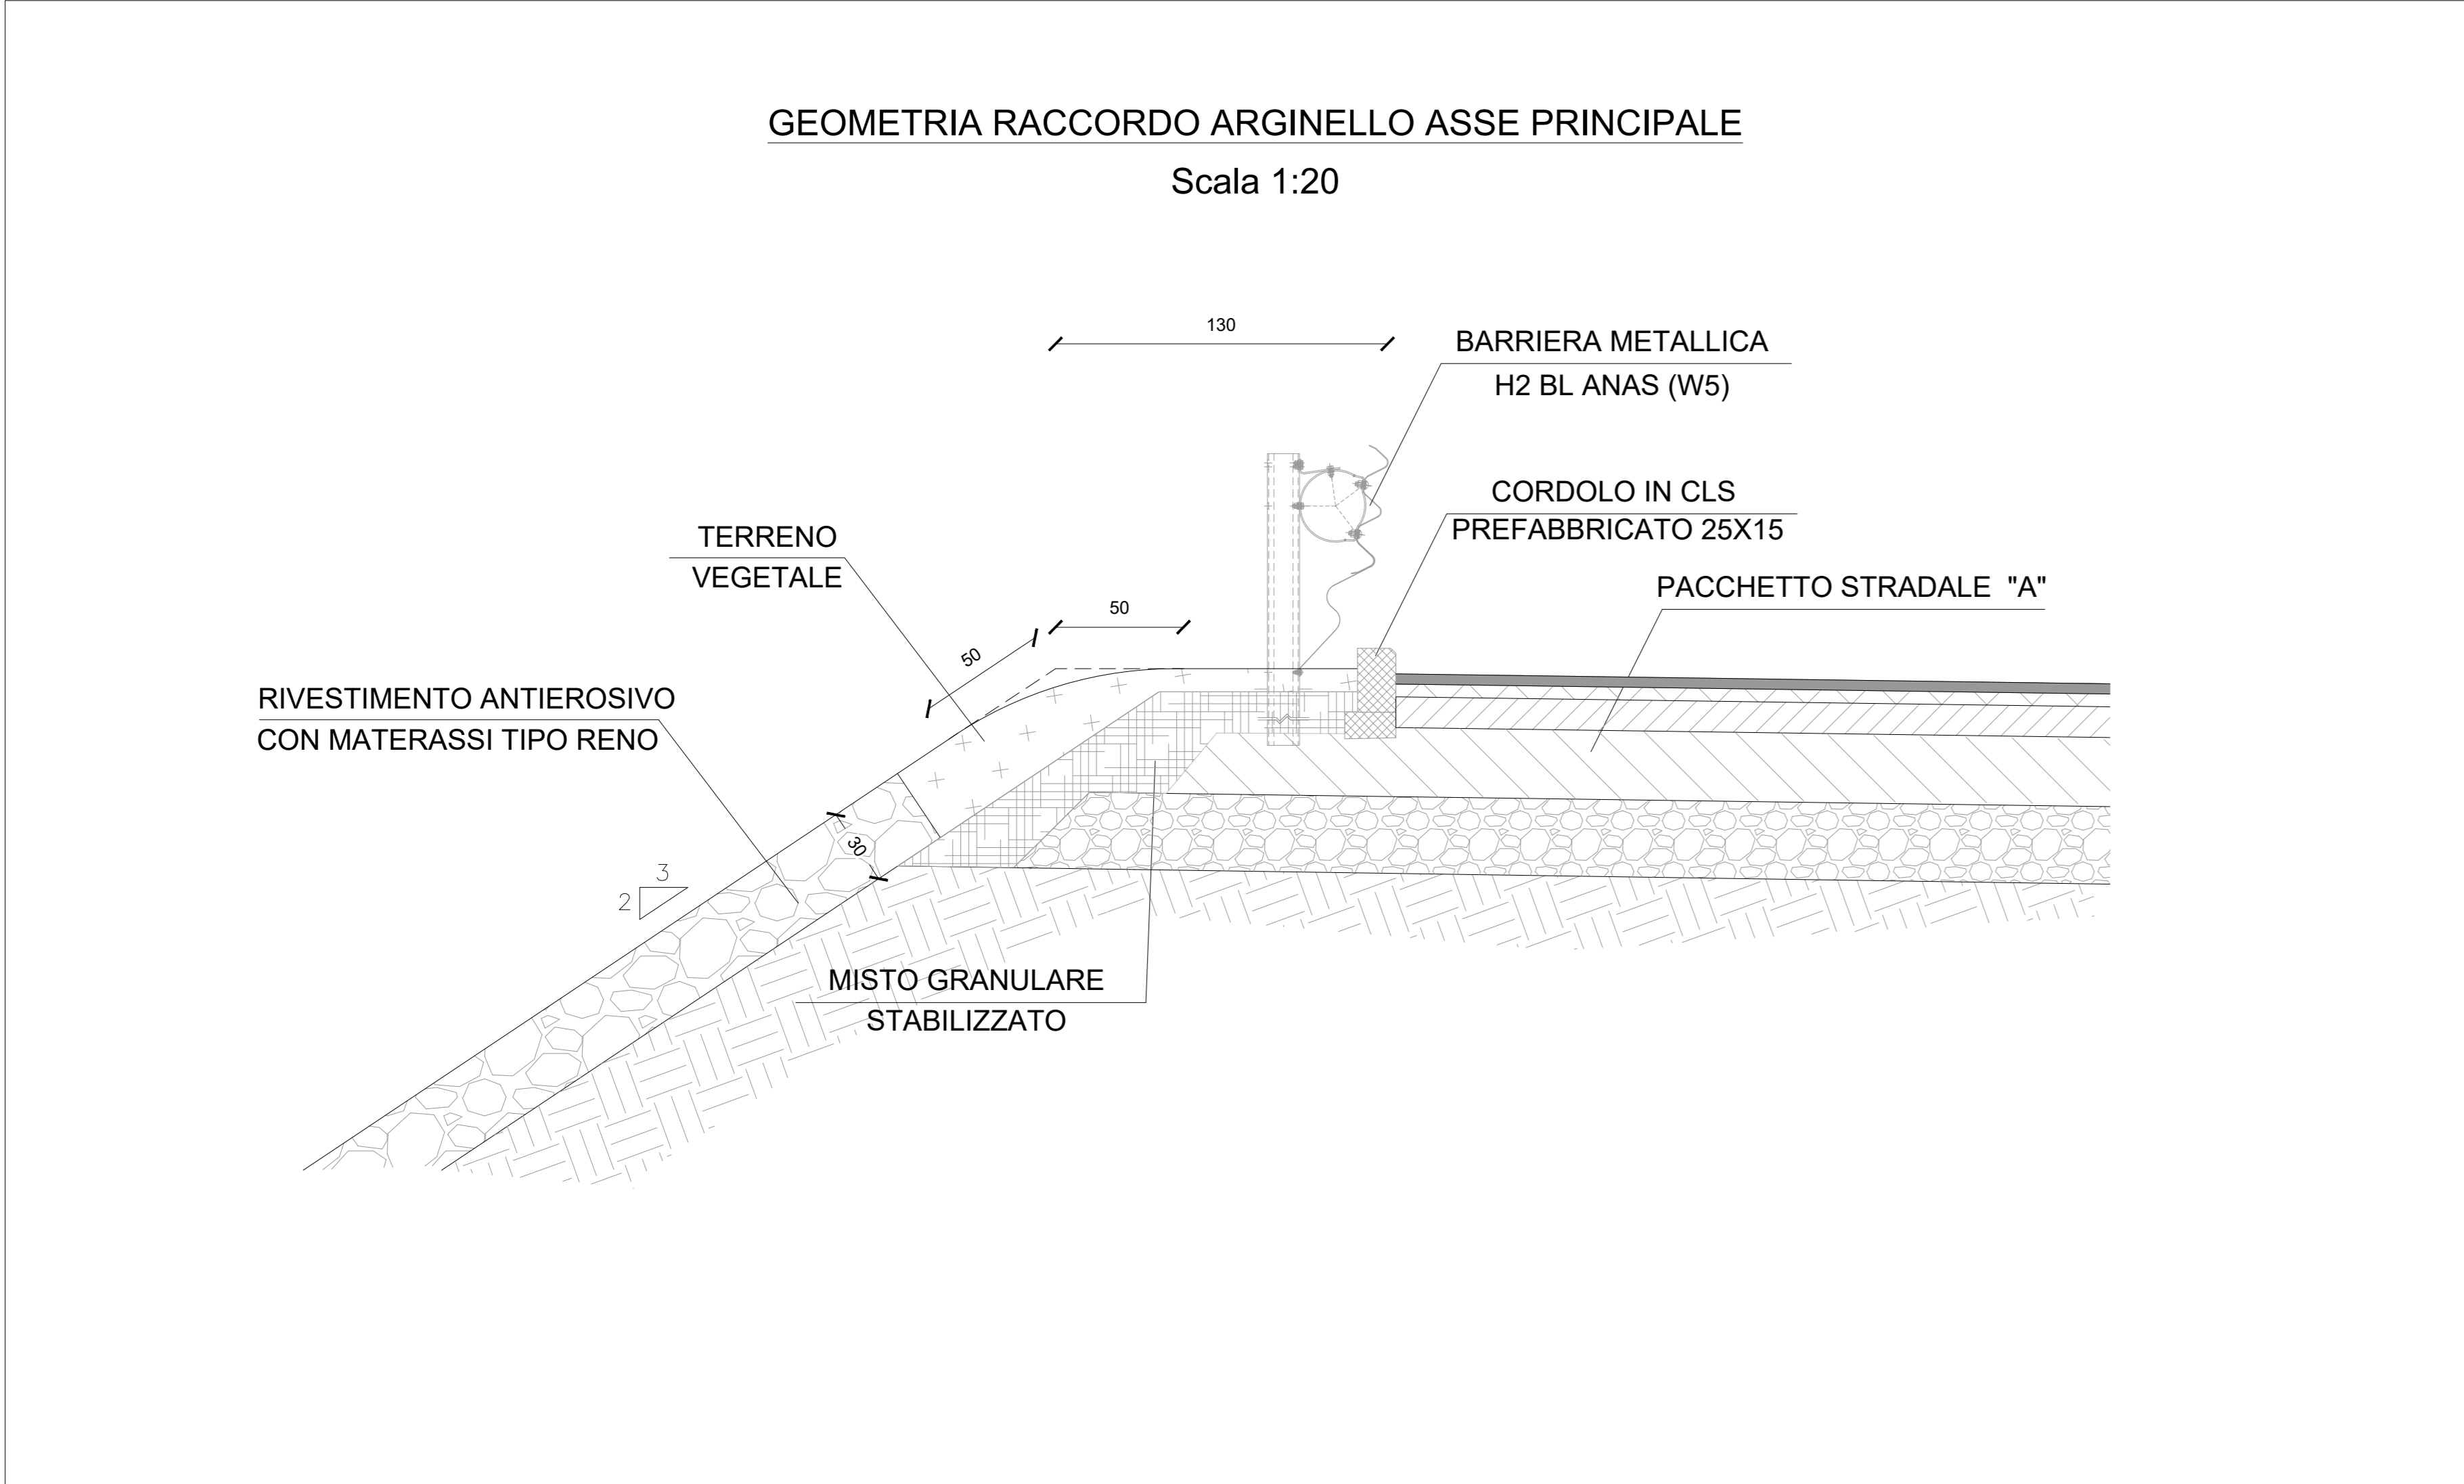 GEOMETRIA RACCORDO ARGINELLO ASSE PRINCIPALE
Scala 1:20
130
BARRIERA METALLICA
H2 BL ANAS (W5)
CORDOLO IN CLS
PREFABBRICATO 25X15
TERRENO
VEGETALE
PACCHETTO STRADALE "A"
50
50
RIVESTIMENTO ANTIEROSIVO
CON MATERASSI TIPO RENO
30
3
2
MISTO GRANULARE
STABILIZZATO